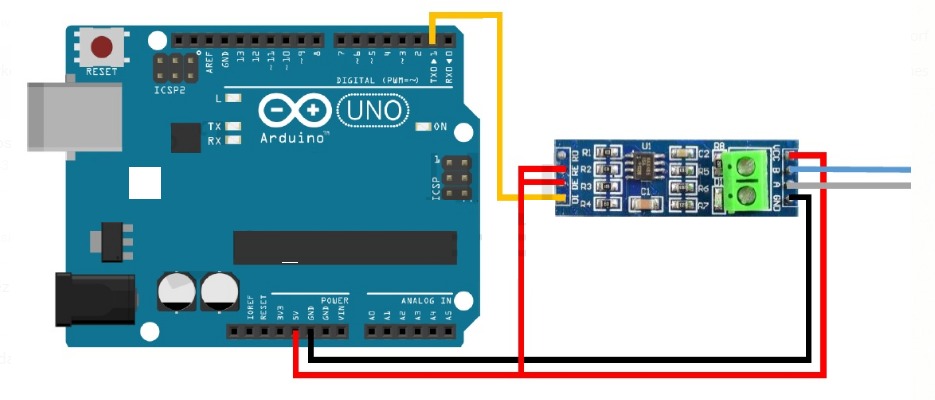 RESET
ICSP2
AREF
GND
13
12
~11
~10
~9
8
7
~6
~5
4
~3
2
TX0▶1
RX0◀0
DIGITAL (PWM=~)
L
TX
RX
UNO
Arduino™
ON
1
ICSP
IOREF
RESET
3V3
5V
GND
GND
VIN
POWER
ANALOG IN
A0
A1
A2
A3
A4
A5
RO
RE
DE
DI
R1
R2
R3
R4
U1
C1
C2
R5
R6
R7
R8
VCC
B
A
GND